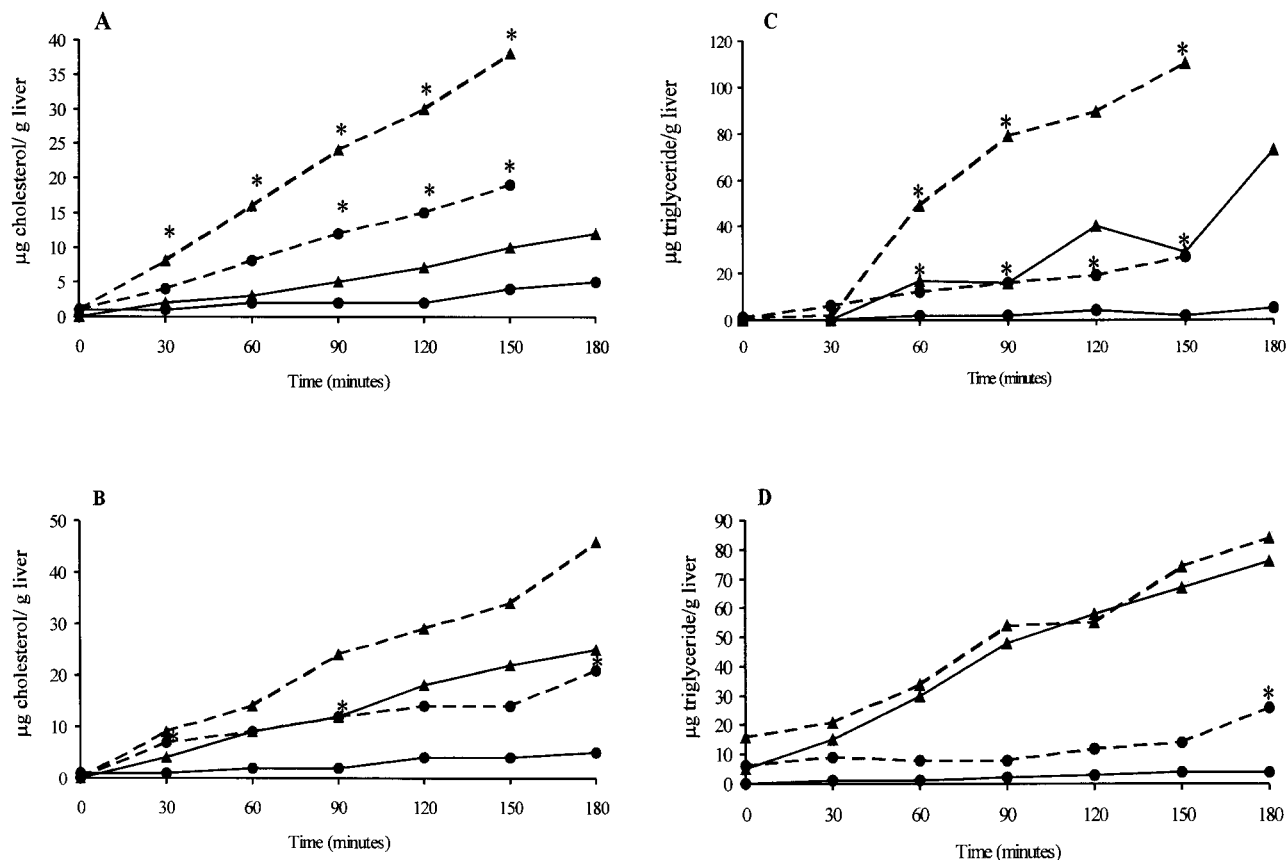 A
µg cholesterol/ g liver
40
35
30
25
20
15
10
5
0
0 30 60 90 120 150 180
Time (minutes)
* * * * *
* * *
C
µg triglyceride/g liver
120
100
80
60
40
20
0
0 30 60 90 120 150 180
Time (minutes)
* * *
* * * *
B
µg cholesterol/ g liver
50
40
30
20
10
0
0 30 60 90 120 150 180
Time (minutes)
* * *
D
µg triglyceride/g liver
90
80
70
60
50
40
30
20
10
0
0 30 60 90 120 150 180
Time (minutes)
*